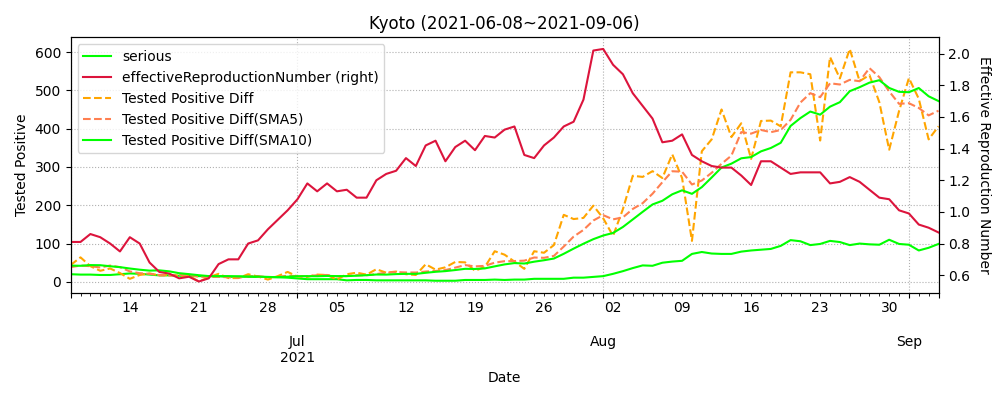 Kyoto (2021-06-08~2021-09-06)
serious
effectiveReproductionNumber (right)
Tested Positive Diff
Tested Positive Diff(SMA5)
Tested Positive Diff(SMA10)
Tested Positive
600
500
400
300
200
100
0
2.0
1.8
1.6
1.4
1.2
1.0
0.8
0.6
Effective Reproduction Number
14 21 28 05 12 19 26 02 09 16 23 30
Jul Aug Sep
2021
Date